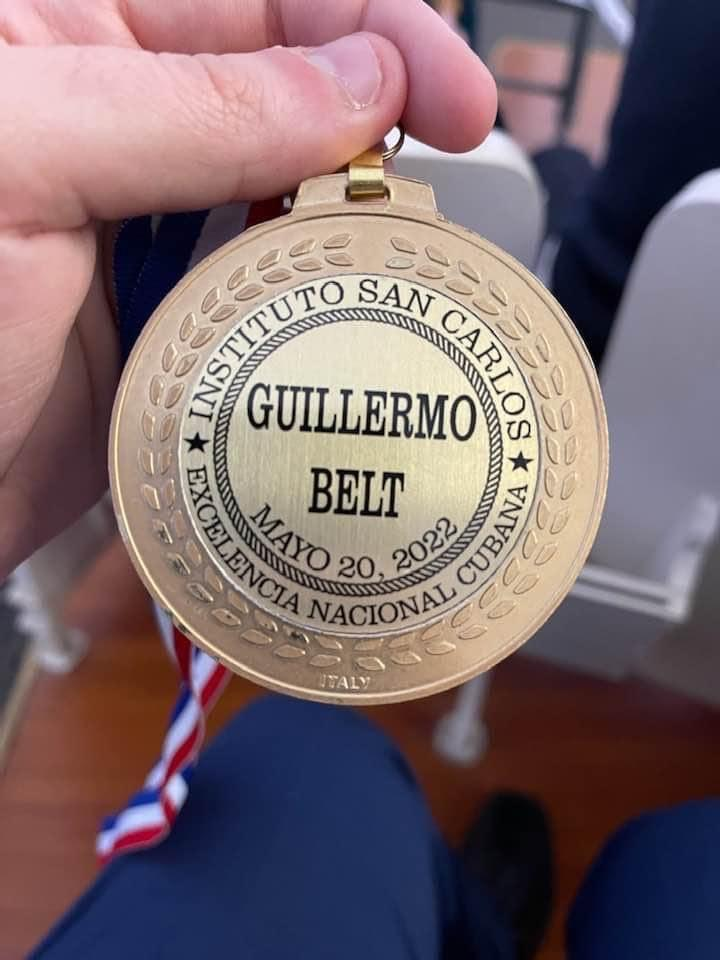 INSTITUTO SAN CARLOS
GUILLERMO
BELT
MAYO 20, 2022
EXCELENCIA NACIONAL CUBANA
ITALY